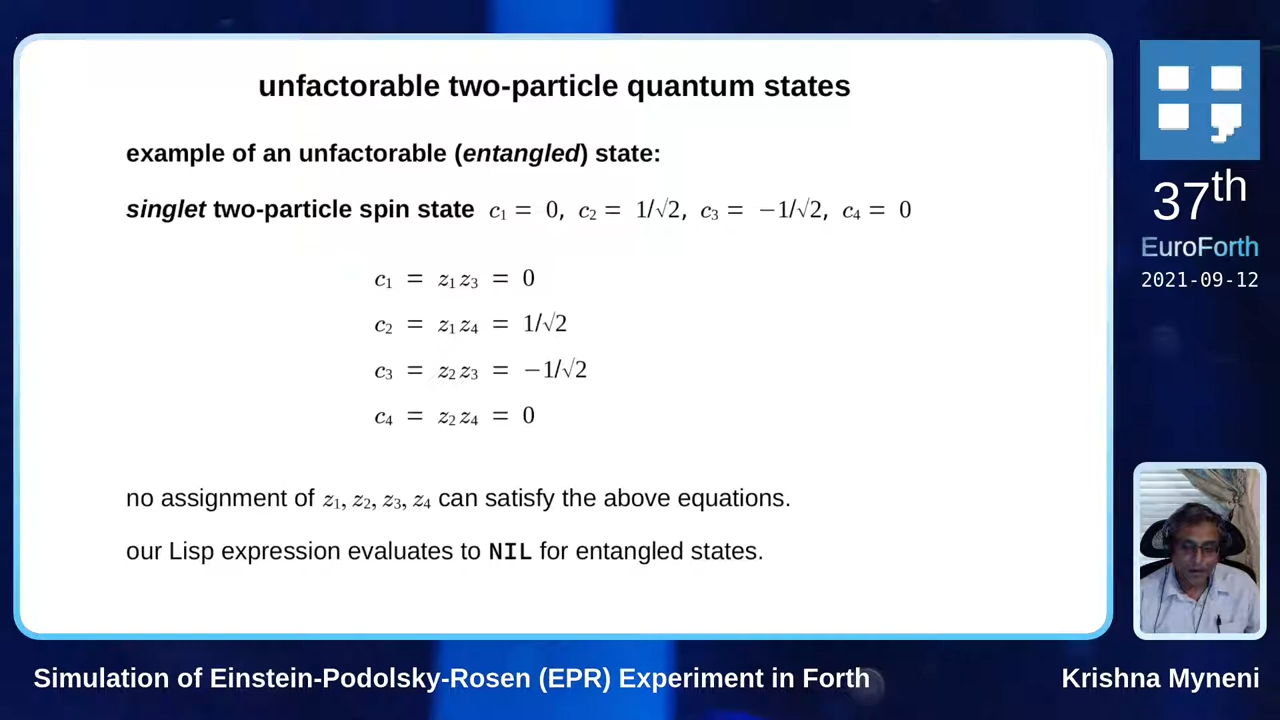 unfactorable two-particle quantum states
example of an unfactorable (entangled) state:
singlet two-particle spin state c₁ = 0, c₂ = 1/√2, c₃ = −1/√2, c₄ = 0
c₁ = z₁z₃ = 0
c₂ = z₁z₄ = 1/√2
c₃ = z₂z₃ = −1/√2
c₄ = z₂z₄ = 0
no assignment of z₁, z₂, z₃, z₄ can satisfy the above equations.
our Lisp expression evaluates to NIL for entangled states.
37th
EuroForth
2021-09-12
Simulation of Einstein-Podolsky-Rosen (EPR) Experiment in Forth
Krishna Myneni